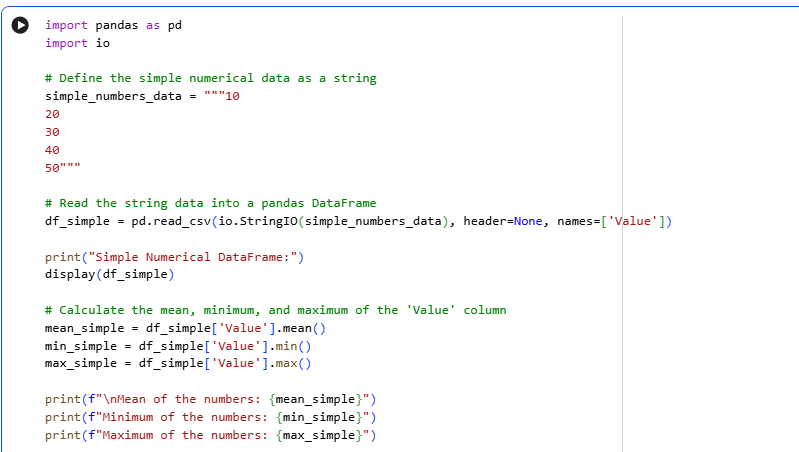 import pandas as pd
import io
# Define the simple numerical data as a string
simple_numbers_data = """10
20
30
40
50"""
# Read the string data into a pandas DataFrame
df_simple = pd.read_csv(io.StringIO(simple_numbers_data), header=None, names=['Value'])
print("Simple Numerical DataFrame:")
display(df_simple)
# Calculate the mean, minimum, and maximum of the 'Value' column
mean_simple = df_simple['Value'].mean()
min_simple = df_simple['Value'].min()
max_simple = df_simple['Value'].max()
print(f"\nMean of the numbers: {mean_simple}")
print(f"Minimum of the numbers: {min_simple}")
print(f"Maximum of the numbers: {max_simple}")